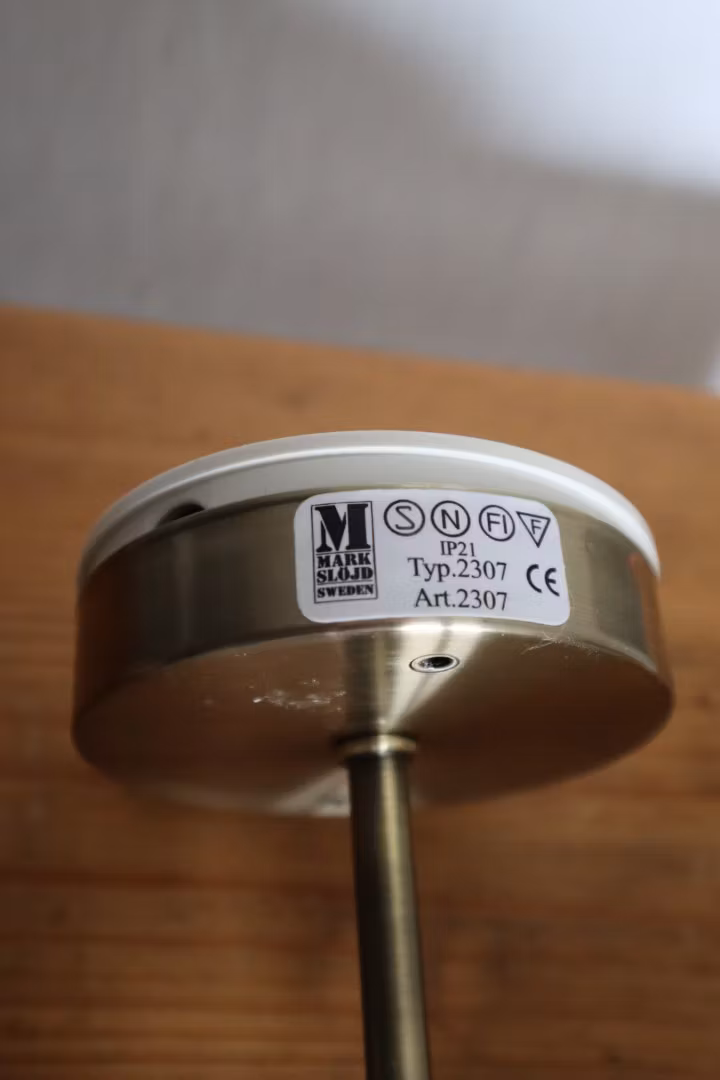 M
MARK
SLÖJD
SWEDEN
S N FI F
IP21
Typ.2307
Art.2307
CE